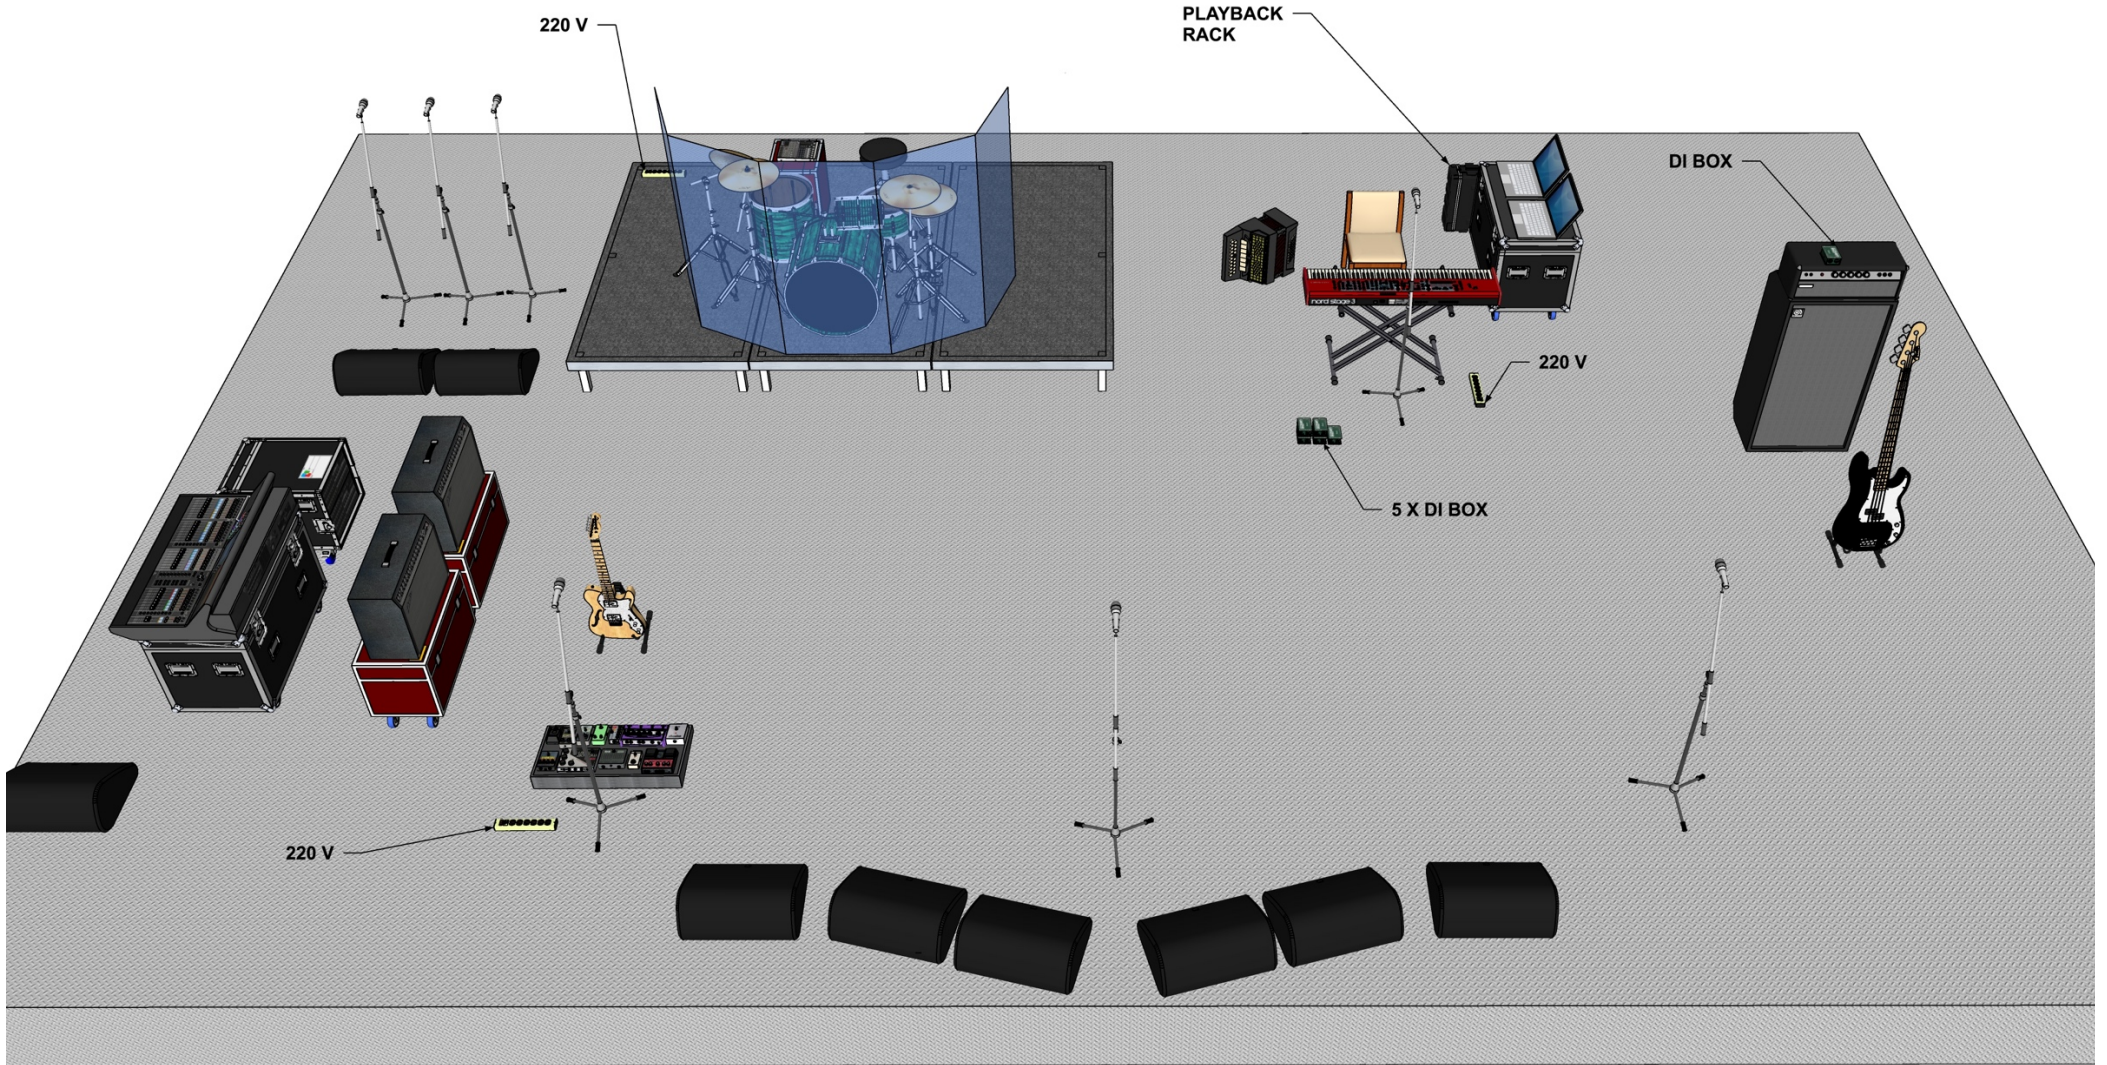 220 V
PLAYBACK
RACK
DI BOX
nord stage 3
220 V
5 X DI BOX
220 V